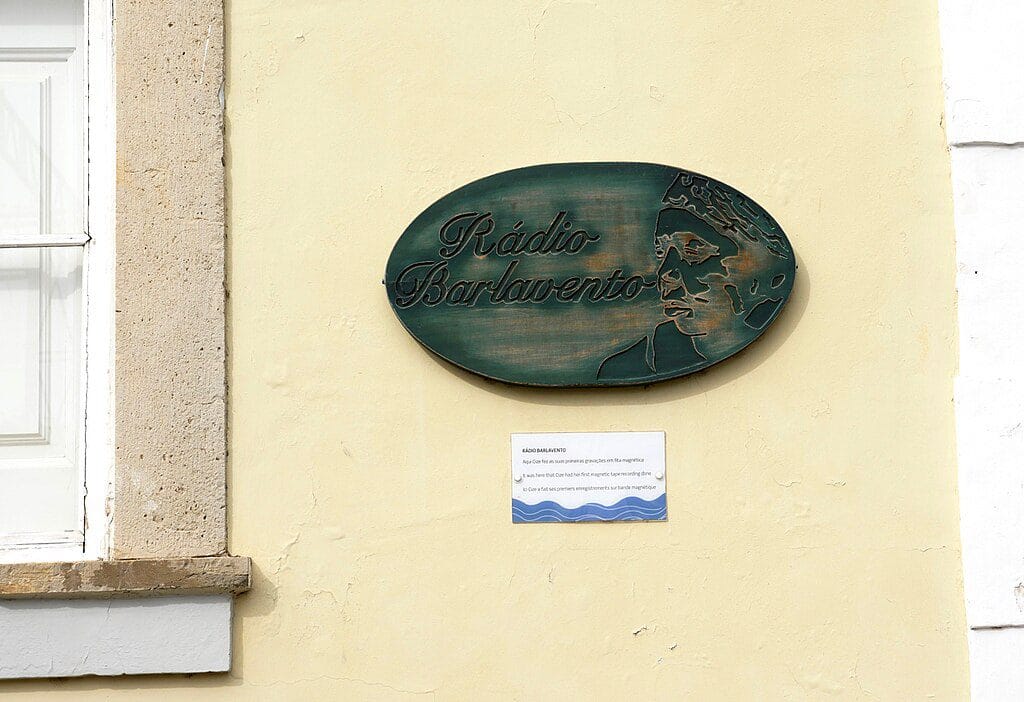 Rádio
Barlavento
RÁDIO BARLAVENTO
Aqui Cize fez as suas primeiras gravações em fita magnética
It was here that Cize had her first magnetic tape recording done
Ici Cize a fait ses premiers enregistrements sur bande magnétique